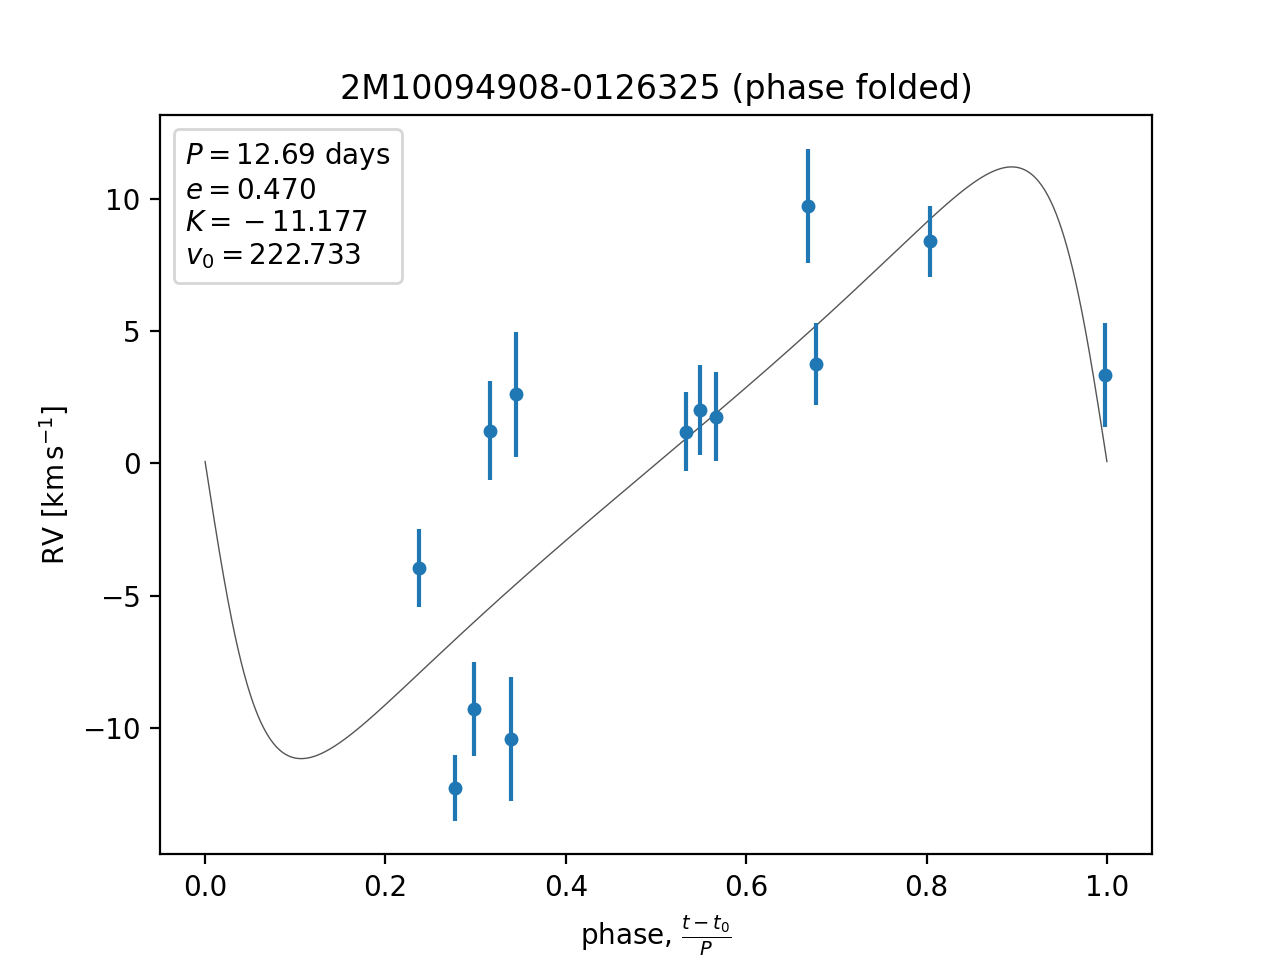 2M10094908-0126325 (phase folded)
P = 12.69 days
e = 0.470
K = −11.177
v₀ = 222.733
10
5
0
−5
−10
RV [km s⁻¹]
0.0 0.2 0.4 0.6 0.8 1.0
phase, (t − t₀)/P